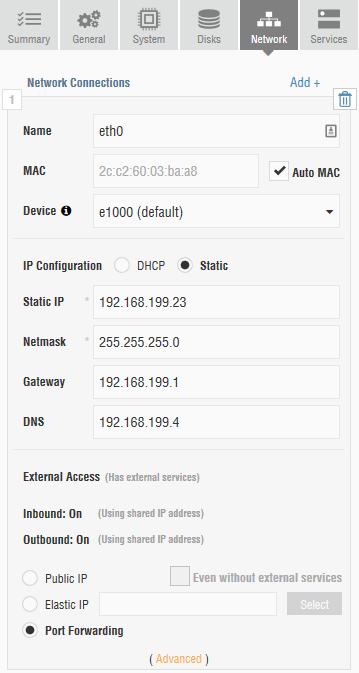 Summary General System Disks Network Services
Network Connections Add +
1
Name eth0
MAC 2c:c2:60:03:ba:a8 Auto MAC
Device e1000 (default)
IP Configuration DHCP Static
Static IP * 192.168.199.23
Netmask * 255.255.255.0
Gateway 192.168.199.1
DNS 192.168.199.4
External Access (Has external services)
Inbound: On (Using shared IP address)
Outbound: On (Using shared IP address)
Public IP Even without external services
Elastic IP Select
Port Forwarding
( Advanced )